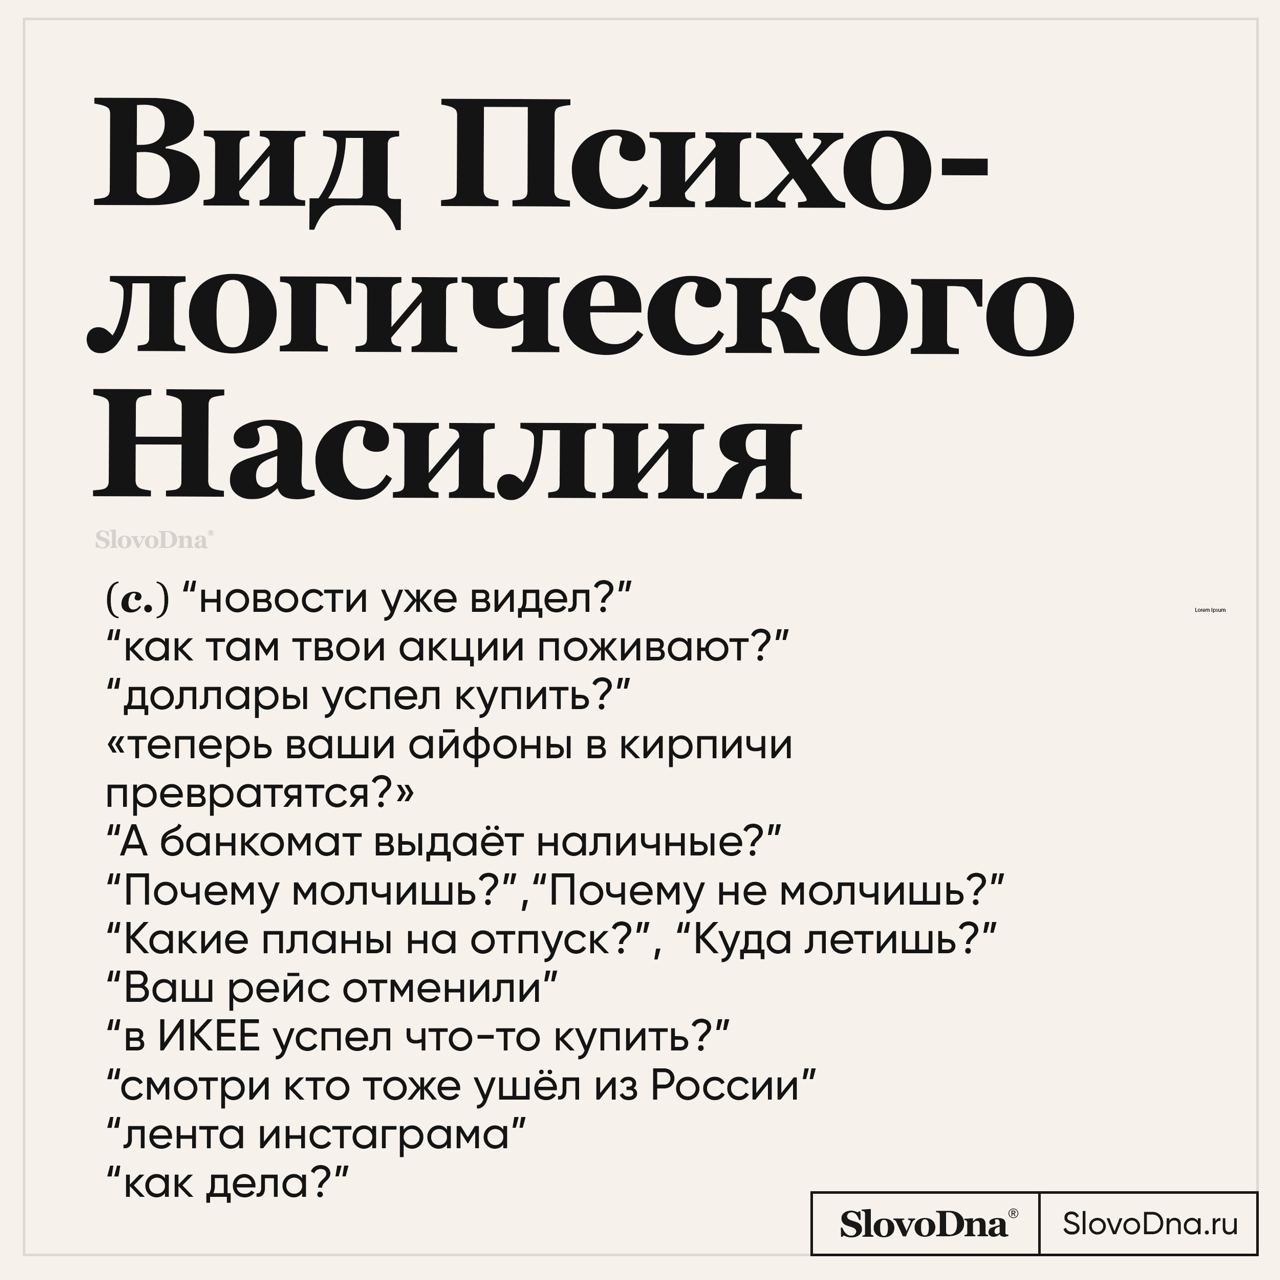 Вид Психо-
логического
Насилия
SlovoDna®
(с.) “новости уже видел?”
Lorem Ipsum
“как там твои акции поживают?”
“доллары успел купить?”
«теперь ваши айфоны в кирпичи
превратятся?»
“А банкомат выдаёт наличные?”
“Почему молчишь?”,“Почему не молчишь?”
“Какие планы на отпуск?”, “Куда летишь?”
“Ваш рейс отменили”
“в ИКЕЕ успел что-то купить?”
“смотри кто тоже ушёл из России”
“лента инстаграма”
“как дела?”
SlovoDna® SlovoDna.ru